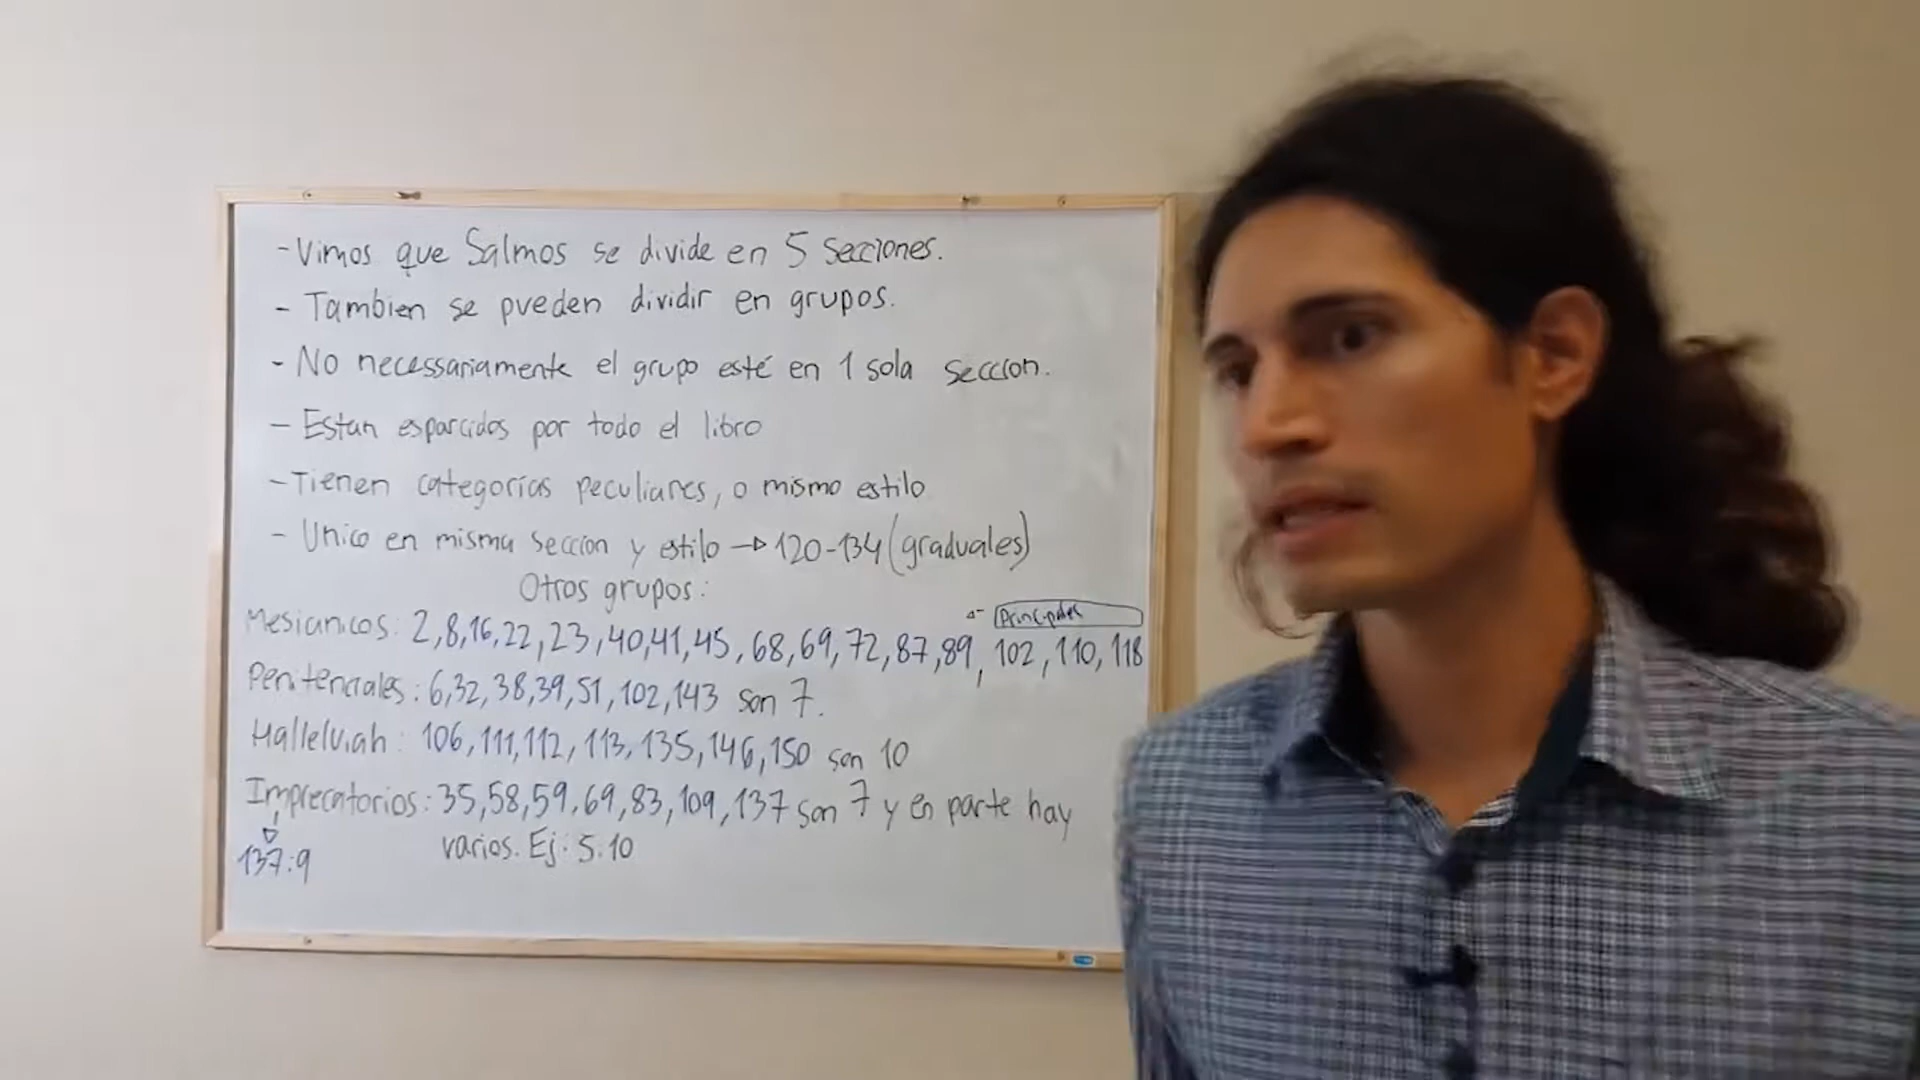 - Vimos que Salmos se divide en 5 secciones.
- Tambien se pueden dividir en grupos.
- No necessariamente el grupo esté en 1 sola seccion.
- Estan esparcidos por todo el libro
- Tienen categorías peculiares, o mismo estilo
- Unico en misma seccion y estilo → 120-134 (graduales)
Otros grupos:
Principales
Mesianicos: 2,8,16,22,23,40,41,45,68,69,72,87,89,102,110,118
Penitenciales: 6,32,38,39,51,102,143 son 7.
Halleluiah: 106,111,112,113,135,146,150 son 10
Imprecatorios: 35,58,59,69,83,109,137 son 7 y en parte hay
varios. Ej: 5:10
137:9